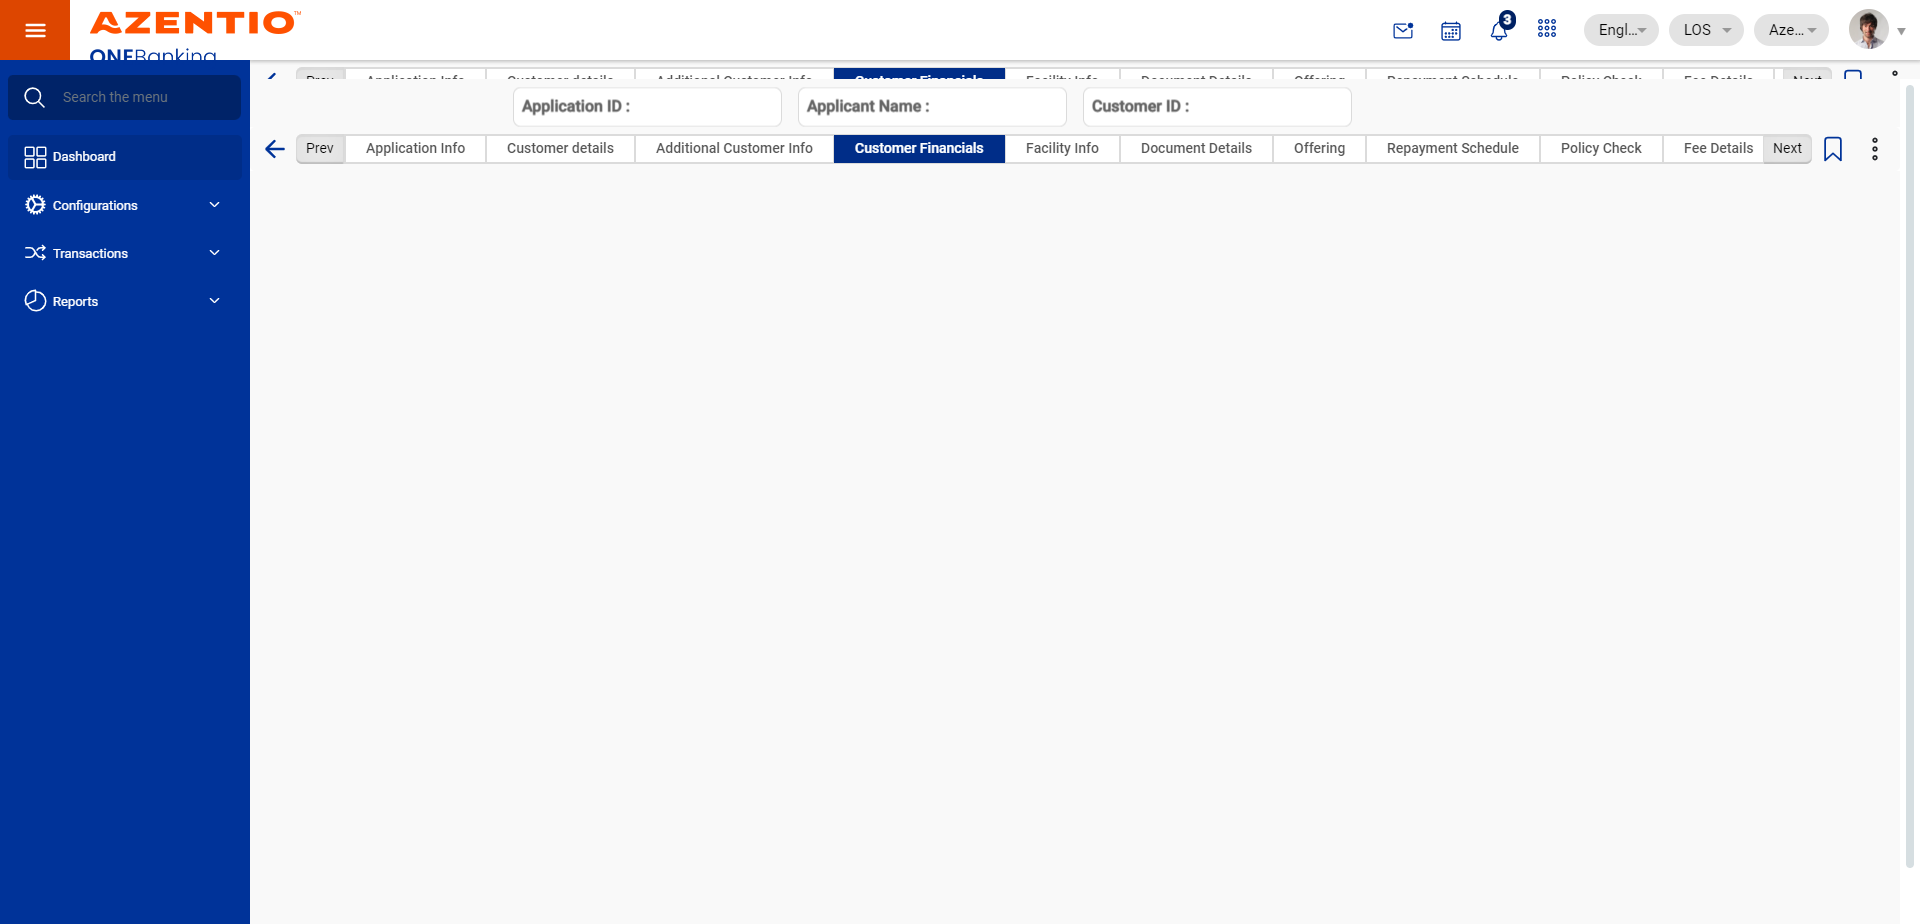 AZENTIO™
ONEBanking
3
Engl...
LOS
Aze...
Search the menu
Dashboard
Configurations
Transactions
Reports
Prev Application Info Customer details Additional Customer Info Customer Financials Facility Info Document Details Offering Repayment Schedule Policy Check Fee Details Next
Application ID :
Applicant Name :
Customer ID :
Prev Application Info Customer details Additional Customer Info Customer Financials Facility Info Document Details Offering Repayment Schedule Policy Check Fee Details Next